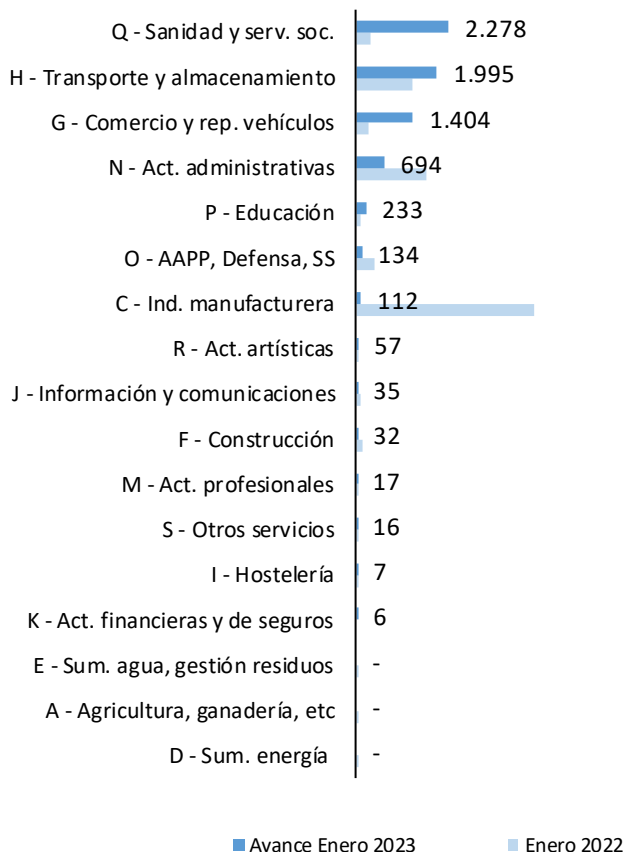 Q - Sanidad y serv. soc. 2.278
H - Transporte y almacenamiento 1.995
G - Comercio y rep. vehículos 1.404
N - Act. administrativas 694
P - Educación 233
O - AAPP, Defensa, SS 134
C - Ind. manufacturera 112
R - Act. artísticas 57
J - Información y comunicaciones 35
F - Construcción 32
M - Act. profesionales 17
S - Otros servicios 16
I - Hostelería 7
K - Act. financieras y de seguros 6
E - Sum. agua, gestión residuos -
A - Agricultura, ganadería, etc -
D - Sum. energía -
Avance Enero 2023 Enero 2022